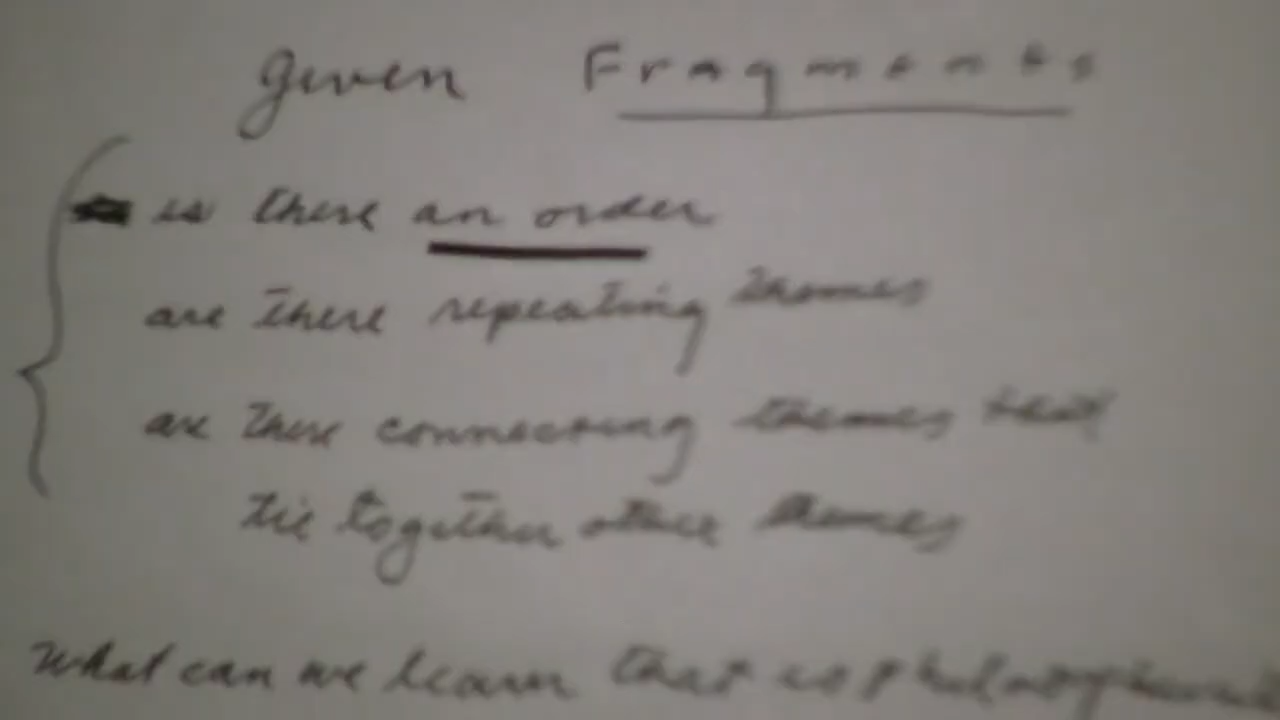 given Fragments
is there an order
are there repeating themes
are there connecting themes that
tie together other themes
What can we learn that is philosophical